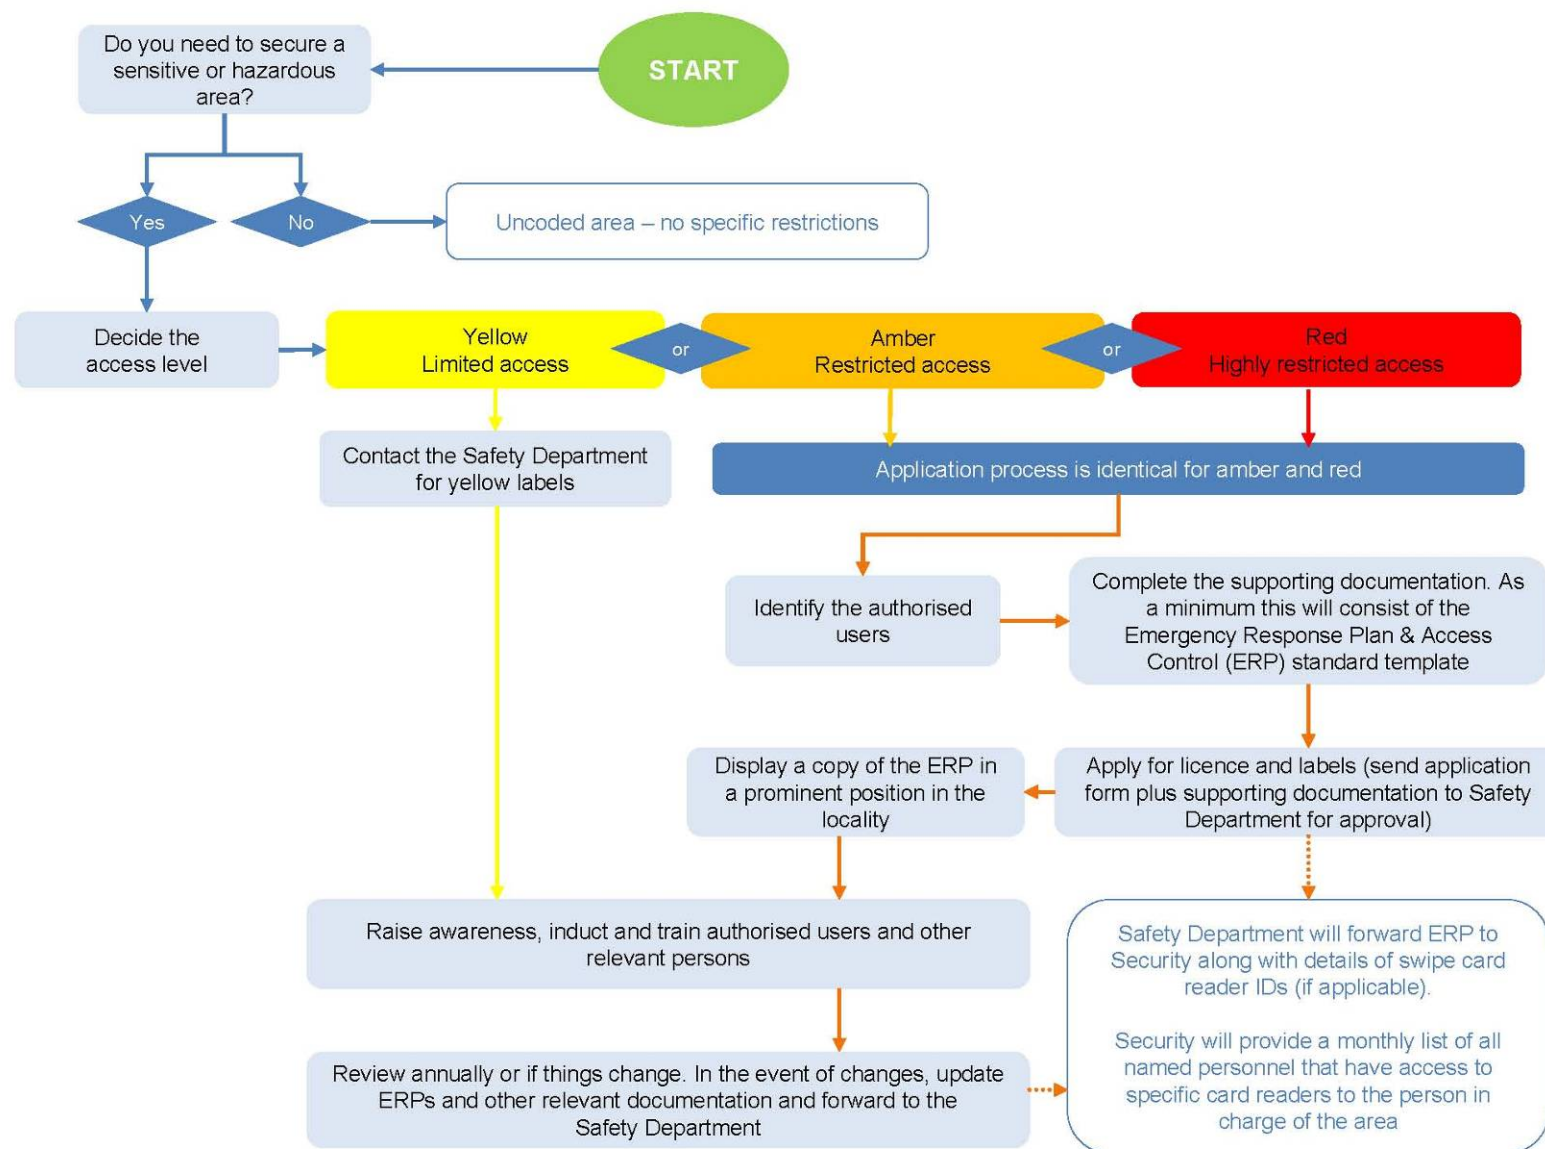 START
Do you need to secure a
sensitive or hazardous
area?
Yes
No
Uncoded area – no specific restrictions
Decide the
access level
Yellow
Limited access
or
Amber
Restricted access
or
Red
Highly restricted access
Contact the Safety Department
for yellow labels
Application process is identical for amber and red
Identify the authorised
users
Complete the supporting documentation. As
a minimum this will consist of the
Emergency Response Plan & Access
Control (ERP) standard template
Display a copy of the ERP in
a prominent position in the
locality
Apply for licence and labels (send application
form plus supporting documentation to Safety
Department for approval)
Raise awareness, induct and train authorised users and other
relevant persons
Safety Department will forward ERP to
Security along with details of swipe card
reader IDs (if applicable).
Security will provide a monthly list of all
named personnel that have access to
specific card readers to the person in
charge of the area
Review annually or if things change. In the event of changes, update
ERPs and other relevant documentation and forward to the
Safety Department